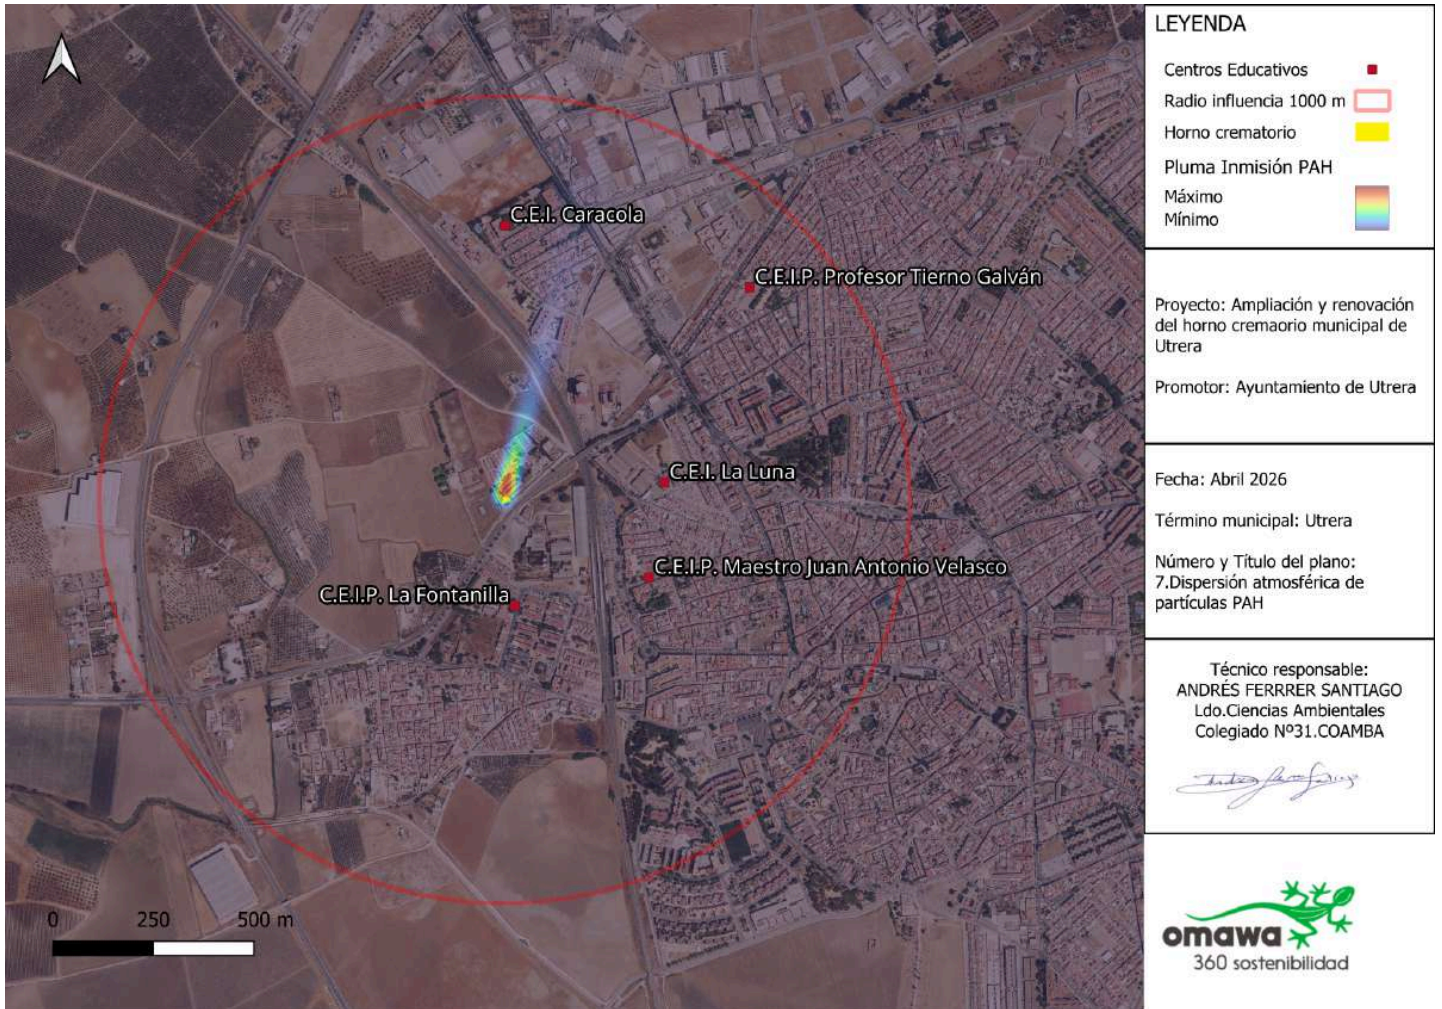 C.E.I. Caracola
C.E.I.P. Profesor Tierno Galván
C.E.I. La Luna
C.E.I.P. Maestro Juan Antonio Velasco
C.E.I.P. La Fontanilla
0 250 500 m
LEYENDA
Centros Educativos
Radio influencia 1000 m
Horno crematorio
Pluma Inmisión PAH
Máximo
Mínimo
Proyecto: Ampliación y renovación
del horno cremaorio municipal de
Utrera
Promotor: Ayuntamiento de Utrera
Fecha: Abril 2026
Término municipal: Utrera
Número y Título del plano:
7.Dispersión atmosférica de
partículas PAH
Técnico responsable:
ANDRÉS FERRRER SANTIAGO
Ldo.Ciencias Ambientales
Colegiado Nº31.COAMBA
omawa
360 sostenibilidad